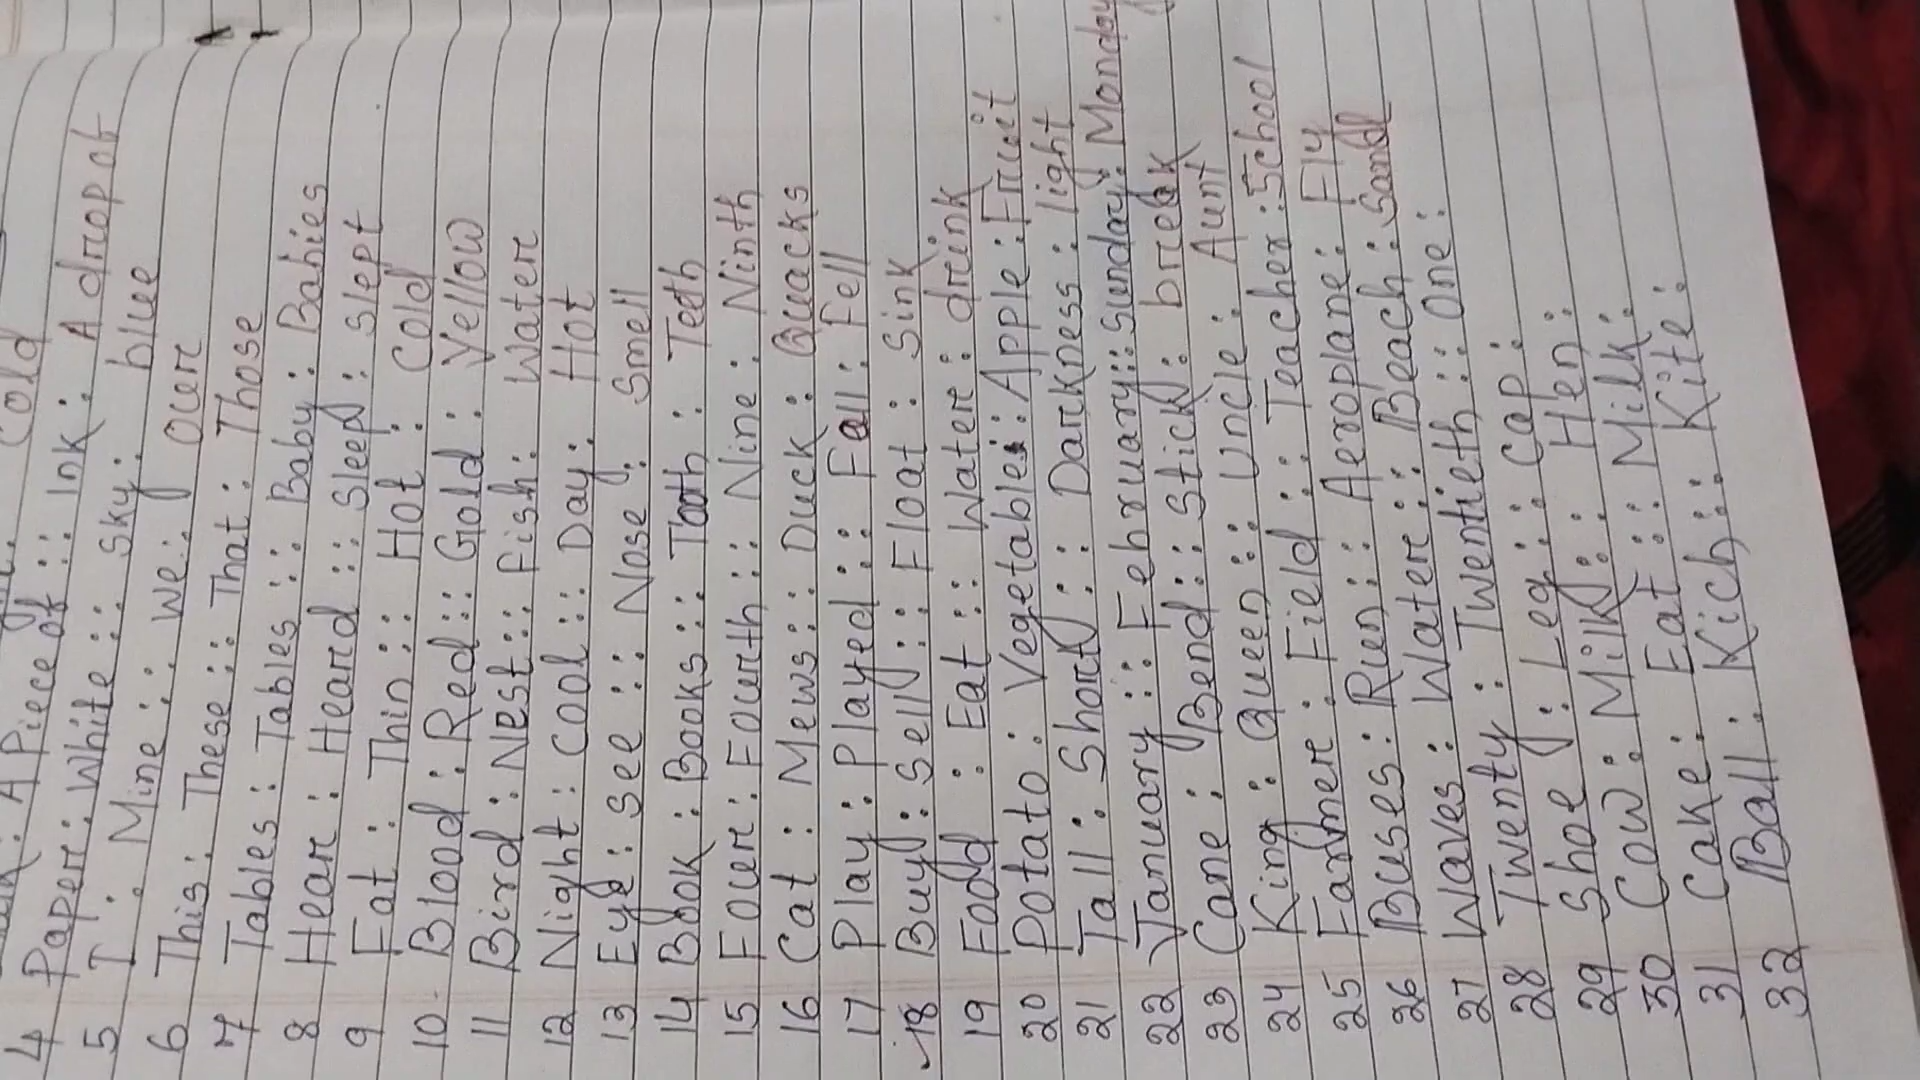 Cold
: A Piece of :: Ink : A drop of
4 Paper : White :: sky : blue
5 I : Mine :: We : Our
6 This : These :: That : Those
7 Tables : Tables :: Baby : Babies
8 Hear : Heard :: sleep : slept
9 Fat : Thin :: Hot : Cold
10. Blood : Red :: Gold : Yellow
11 Bird : Nest :: fish : Water
12 Night : Cool :: Day : Hot
13 Eye : See :: Nose : Smell
14 Book : Books :: Tooth : Teeth
15 Four : Fourth :: Nine : Ninth
16 Cat : Mews :: Duck : Quacks
17 Play : Played :: Fall : Fell
18 Buy : Sell :: Float : Sink
19 Food : Eat :: Water : drink
20 Potato : Vegetables :: Apple : Fruit
21 Tall : Short :: Darkness : light
22 January :: February :: Sunday : Monday
23 Cane : Bend :: Stick : break
24 King : Queen :: Uncle : Aunt
25 Farmer : Field :: Teacher : School
26 Buses : Run :: Aeroplane : Fly
27 Waves : Water :: Beach : Sand
28 Twenty : Twentieth :: One :
29 Shoe : Leg :: Cap :
30 Cow : Milk :: Hen :
31 Cake : Eat :: Milk :
32 Ball : Kich :: Kite :